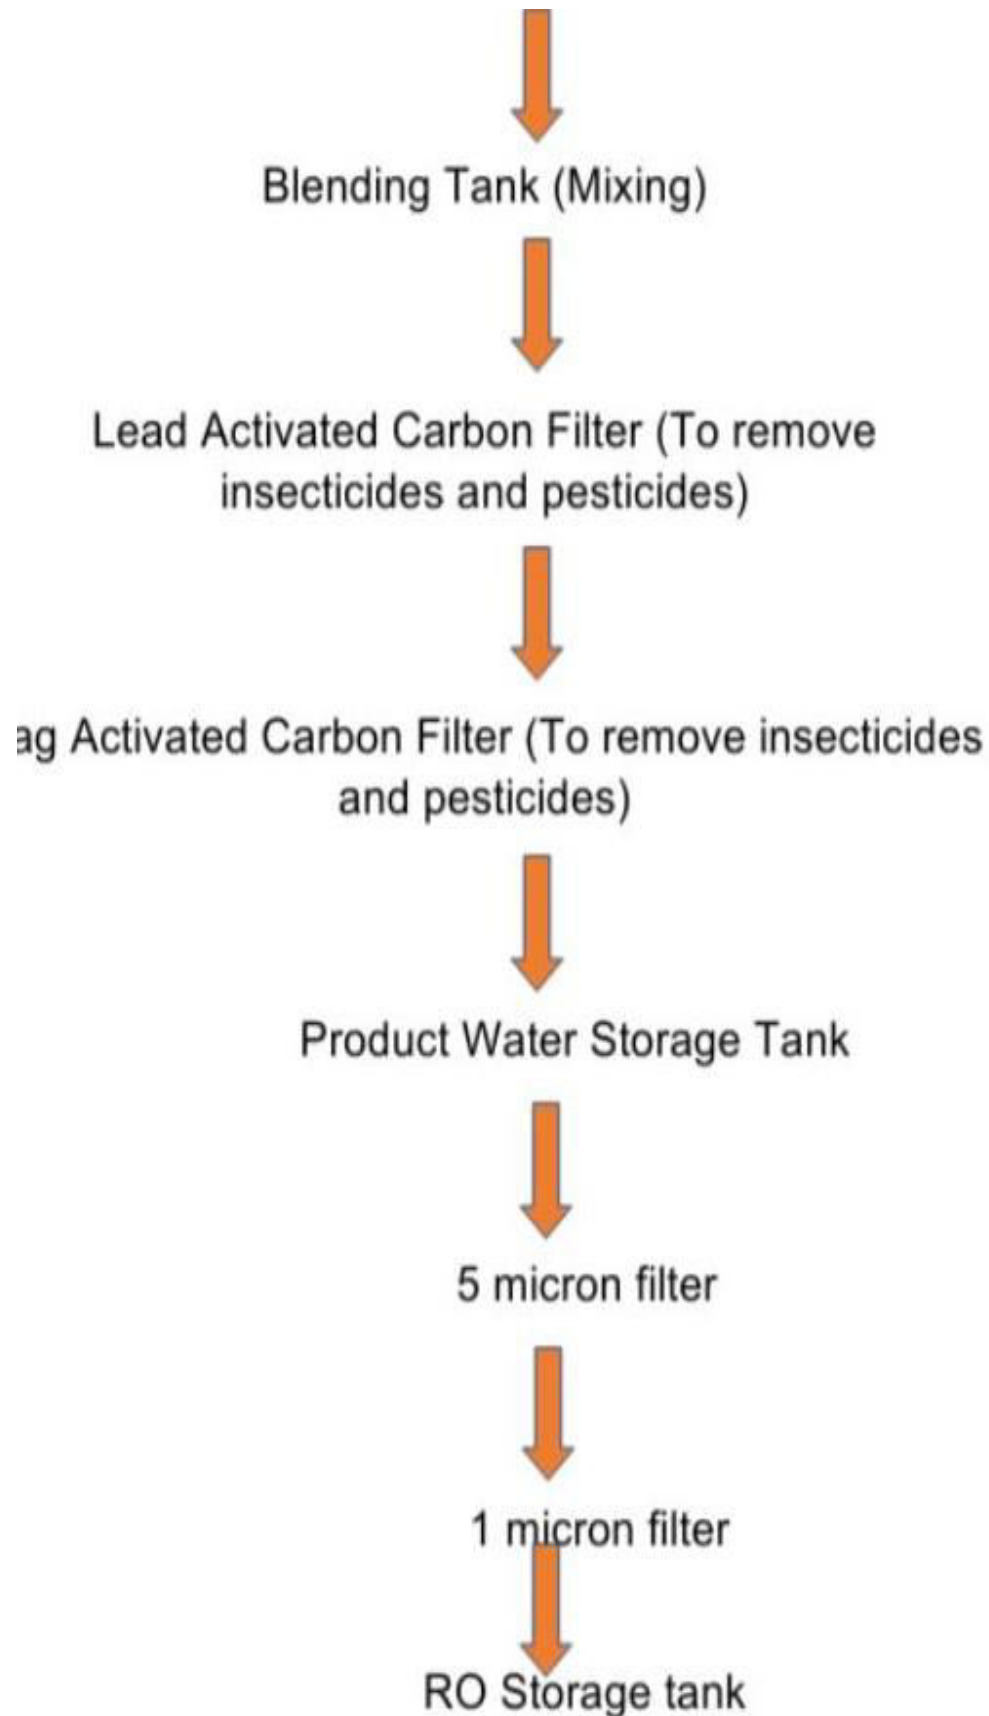 Blending Tank (Mixing)
Lead Activated Carbon Filter (To remove
insecticides and pesticides)
ag Activated Carbon Filter (To remove insecticides
and pesticides)
Product Water Storage Tank
5 micron filter
1 micron filter
RO Storage tank